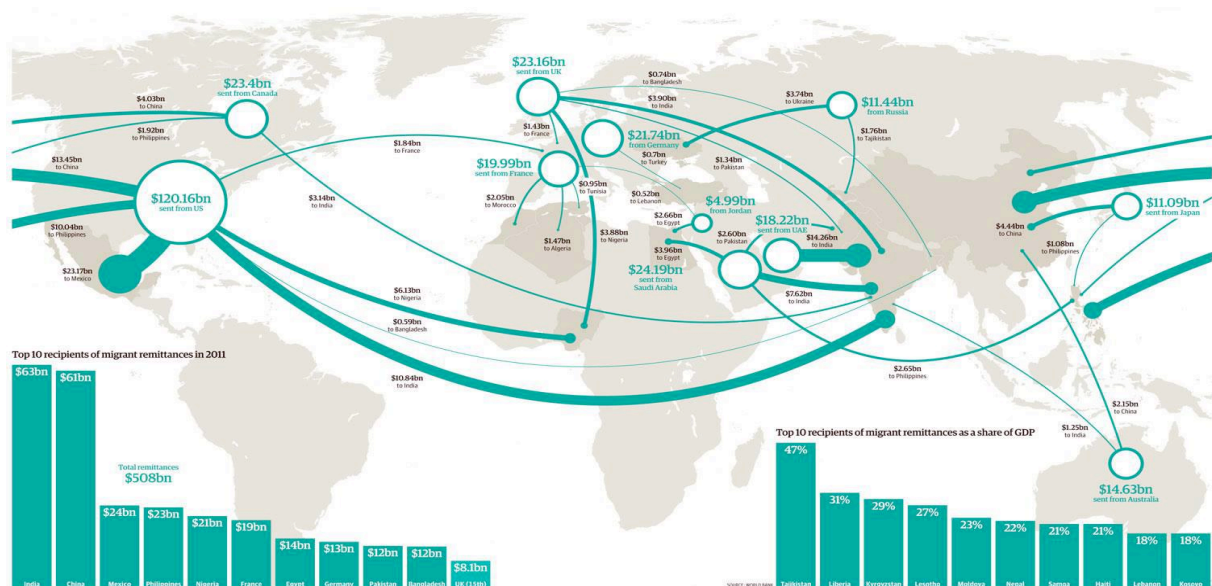 $23.4bn
sent from Canada
$4.03bn
to China
$1.92bn
to Philippines
$13.45bn
to China
$120.16bn
sent from US
$10.04bn
to Philippines
$23.17bn
to Mexico
$1.84bn
to France
$3.14bn
to India
$6.13bn
to Nigeria
$0.59bn
to Bangladesh
$10.84bn
to India
$23.16bn
sent from UK
$0.74bn
to Bangladesh
$3.90bn
to India
$1.43bn
to France
$21.74bn
from Germany
$0.7bn
to Turkey
$1.34bn
to Pakistan
$3.74bn
to Ukraine
$11.44bn
from Russia
$1.76bn
to Tajikistan
$19.99bn
sent from France
$2.05bn
to Morocco
$1.47bn
to Algeria
$0.95bn
to Tunisia
$3.88bn
to Nigeria
$0.52bn
to Lebanon
$4.99bn
from Jordan
$2.66bn
to Egypt
$3.96bn
to Egypt
$24.19bn
sent from
Saudi Arabia
$2.60bn
to Pakistan
$18.22bn
sent from UAE
$14.26bn
to India
$7.62bn
to India
$2.65bn
to Philippines
$11.09bn
sent from Japan
$4.44bn
to China
$1.08bn
to Philippines
$2.15bn
to China
$1.25bn
to India
$14.63bn
sent from Australia
Top 10 recipients of migrant remittances in 2011
Total remittances
$508bn
$63bn
$61bn
$24bn
$23bn
$21bn
$19bn
$14bn
$13bn
$12bn
$12bn
$8.1bn
India
China
Mexico
Philippines
Nigeria
France
Egypt
Germany
Pakistan
Bangladesh
UK (15th)
Top 10 recipients of migrant remittances as a share of GDP
47%
31%
29%
27%
23%
22%
21%
21%
18%
18%
SOURCE: WORLD BANK
Tajikistan
Liberia
Kyrgyzstan
Lesotho
Moldova
Nepal
Samoa
Haiti
Lebanon
Kosovo